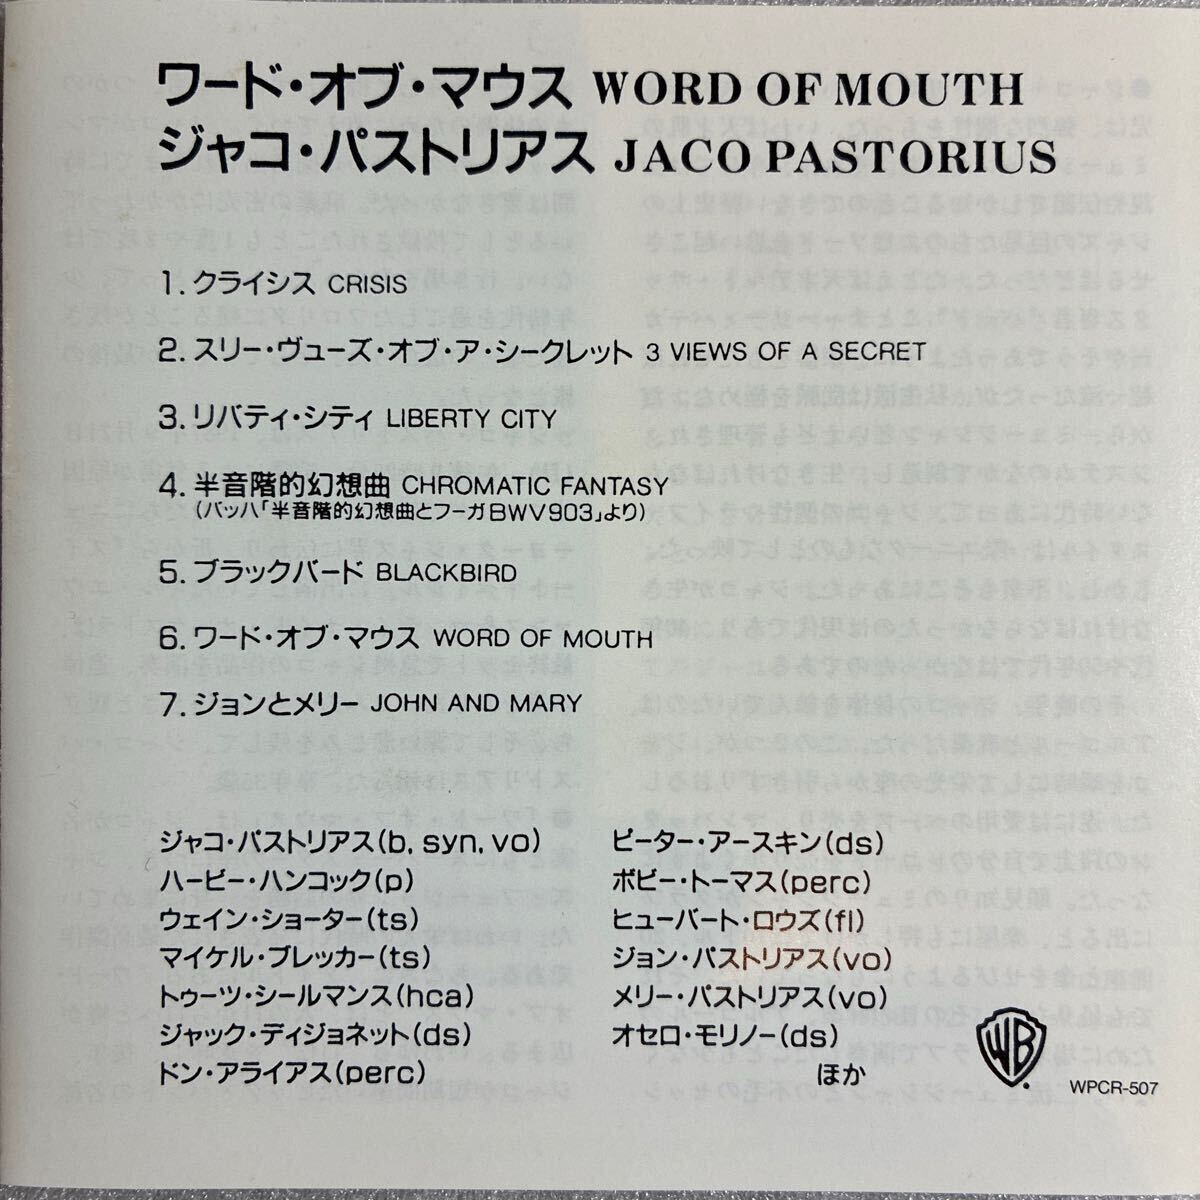 ワード・オブ・マウス WORD OF MOUTH
ジャコ・パストリアス JACO PASTORIUS
1. クライシス CRISIS
2. スリー・ヴューズ・オブ・ア・シークレット 3 VIEWS OF A SECRET
3. リバティ・シティ LIBERTY CITY
4. 半音階的幻想曲 CHROMATIC FANTASY
(バッハ「半音階的幻想曲とフーガBWV903」より)
5. ブラックバード BLACKBIRD
6. ワード・オブ・マウス WORD OF MOUTH
7. ジョンとメリー JOHN AND MARY
ジャコ・パストリアス(b, syn, vo)
ハービー・ハンコック(p)
ウェイン・ショーター(ts)
マイケル・ブレッカー(ts)
トゥーツ・シールマンス(hca)
ジャック・ディジョネット(ds)
ドン・アライアス(perc)
ピーター・アースキン(ds)
ボビー・トーマス(perc)
ヒューバート・ロウズ(fl)
ジョン・パストリアス(vo)
メリー・パストリアス(vo)
オセロ・モリノー(ds)
ほか
WB
WPCR-507